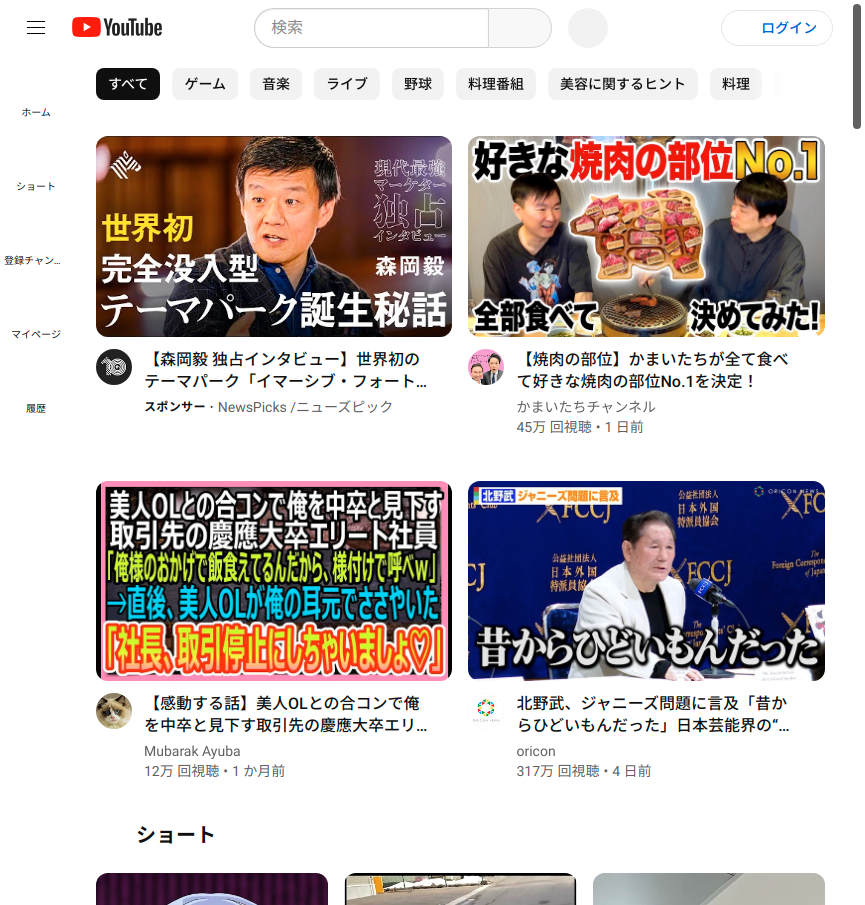 YouTube
検索
ログイン
すべて
ゲーム
音楽
ライブ
野球
料理番組
美容に関するヒント
料理
ホーム
ショート
登録チャン...
マイページ
履歴
現代最強
マーケター
独占
インタビュー
森岡毅
世界初
完全没入型
テーマパーク誕生秘話
【森岡毅 独占インタビュー】世界初の
テーマパーク「イマーシブ・フォート...
スポンサー・NewsPicks /ニューズピック
好きな焼肉の部位No.1
全部食べて
決めてみた!
【焼肉の部位】かまいたちが全て食べ
て好きな焼肉の部位No.1を決定！
かまいたちチャンネル
45万 回視聴・1 日前
美人OLとの合コンで俺を中卒と見下す
取引先の慶應大卒エリート社員
「俺様のおかげで飯食えてるんだから、様付けで呼べw」
→直後、美人OLが俺の耳元でささやいた
「社長、取引停止にしちゃいましょ♡」
【感動する話】美人OLとの合コンで俺
を中卒と見下す取引先の慶應大卒エリ...
Mubarak Ayuba
12万 回視聴・1 か月前
北野武 ジャニーズ問題に言及
ORICON NEWS
公益社団法人
日本外国
特派員協会
FCCJ
公益社団法人
日本外国
特派員協会
FCCJ
The
Foreign Correspondents'
昔からひどいもんだった
北野武、ジャニーズ問題に言及「昔か
らひどいもんだった」日本芸能界の“...
oricon
317万 回視聴・4 日前
ショート